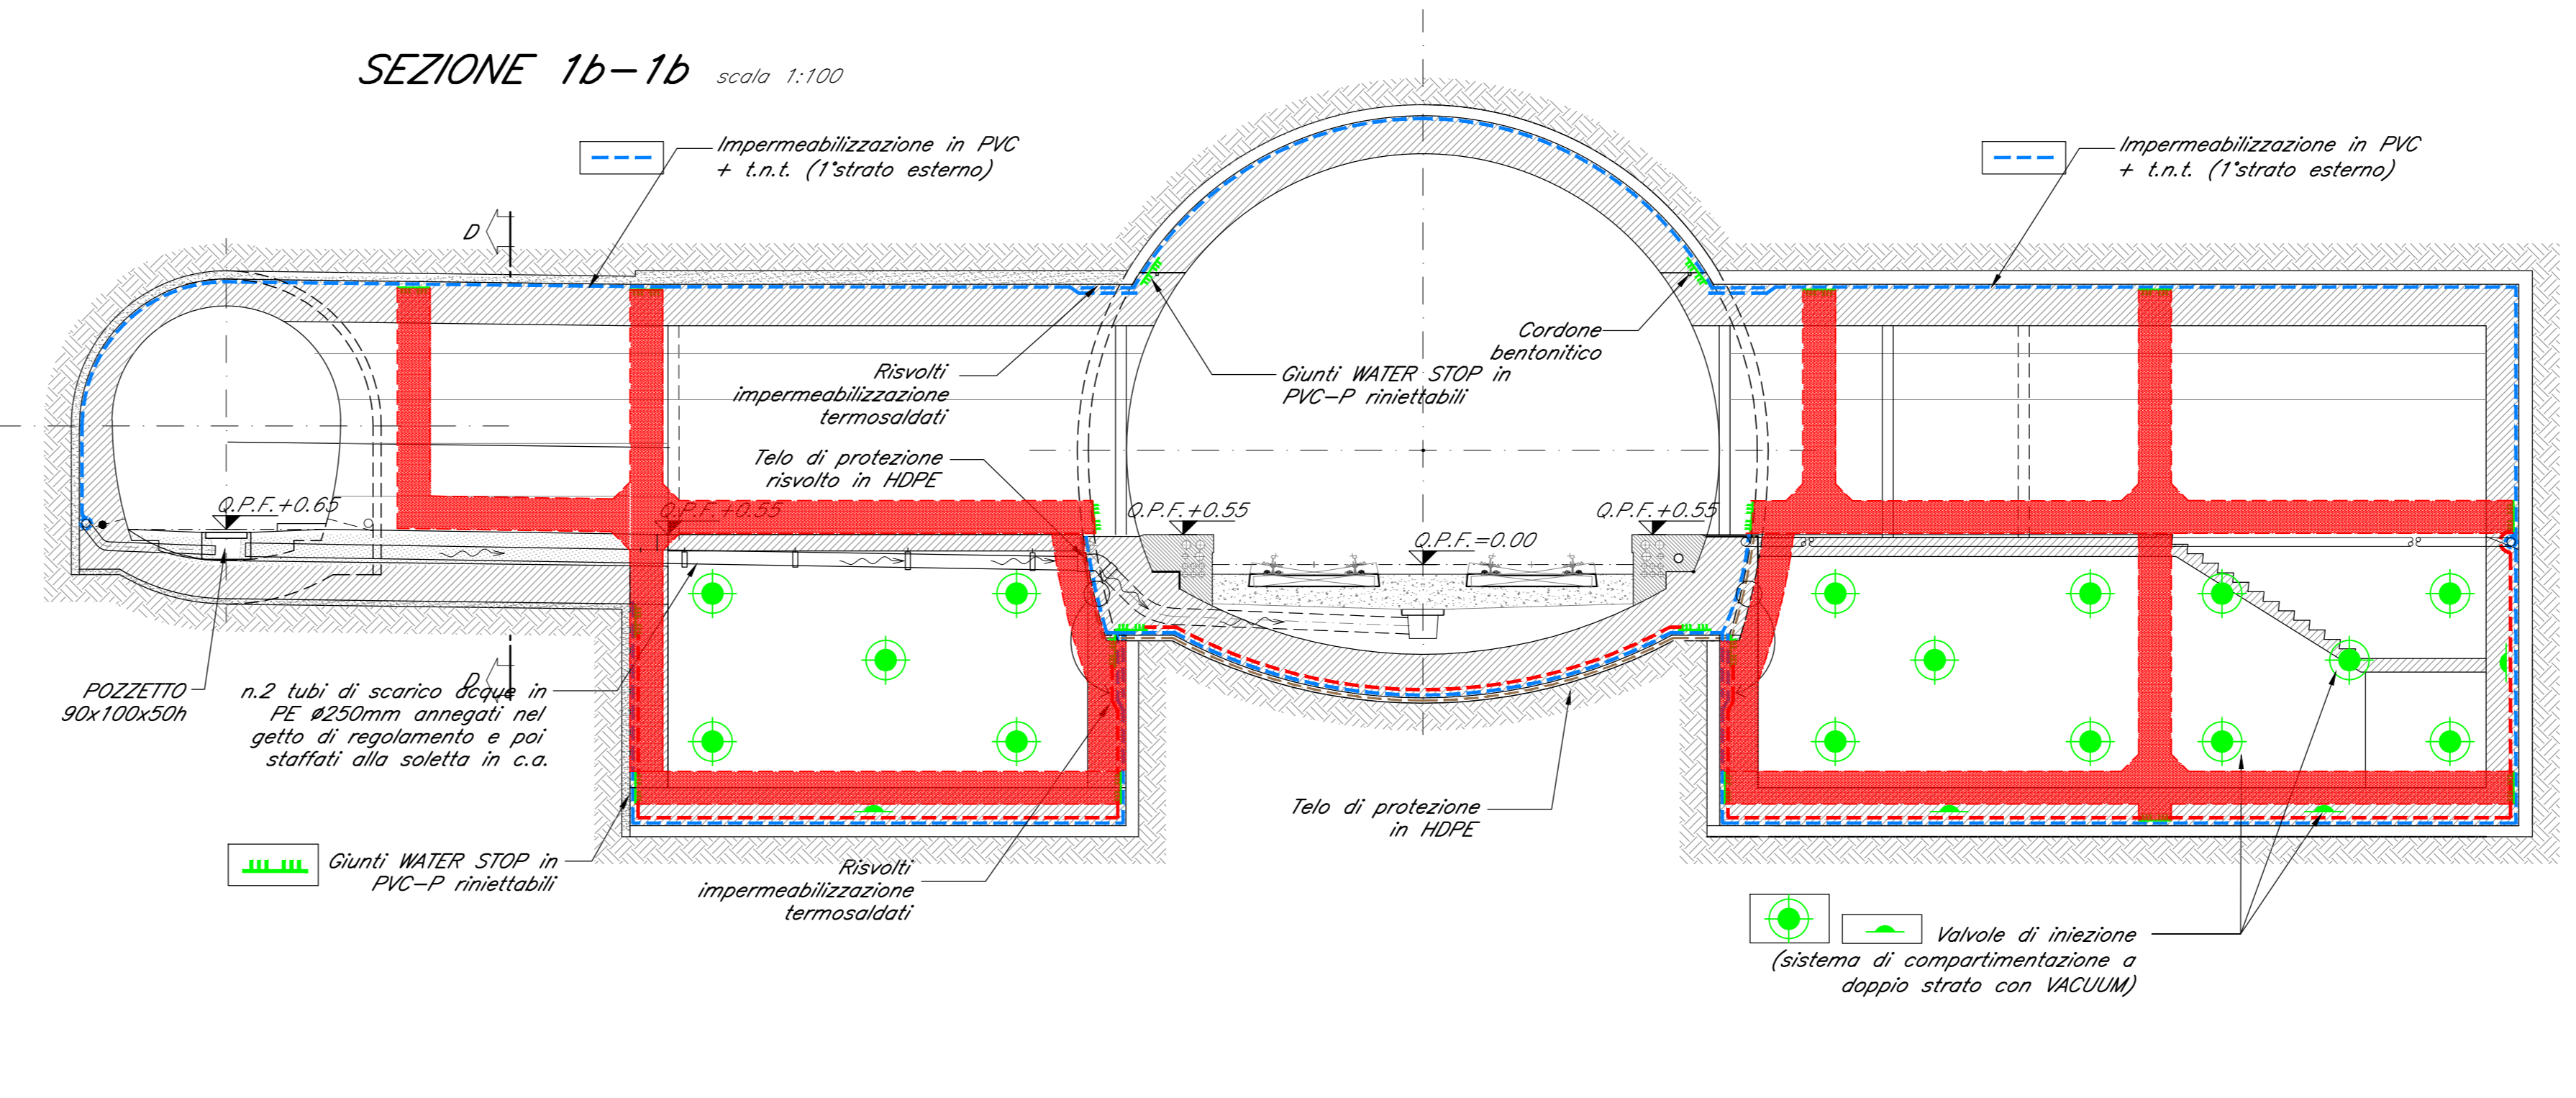 SEZIONE 1b-1b scala 1:100
Impermeabilizzazione in PVC
+ t.n.t. (1°strato esterno)
Impermeabilizzazione in PVC
+ t.n.t. (1°strato esterno)
D
Cordone
bentonitico
Risvolti
impermeabilizzazione
termosaldati
Giunti WATER STOP in
PVC-P riniettabili
Telo di protezione
risvolto in HDPE
Q.P.F.+0.65
Q.P.F.+0.55
Q.P.F.+0.55
Q.P.F.+0.55
Q.P.F.=0.00
D
POZZETTO
90x100x50h
n.2 tubi di scarico acque in
PE ø250mm annegati nel
getto di regolamento e poi
staffati alla soletta in c.a.
Telo di protezione
in HDPE
Giunti WATER STOP in
PVC-P riniettabili
Risvolti
impermeabilizzazione
termosaldati
Valvole di iniezione
(sistema di compartimentazione a
doppio strato con VACUUM)